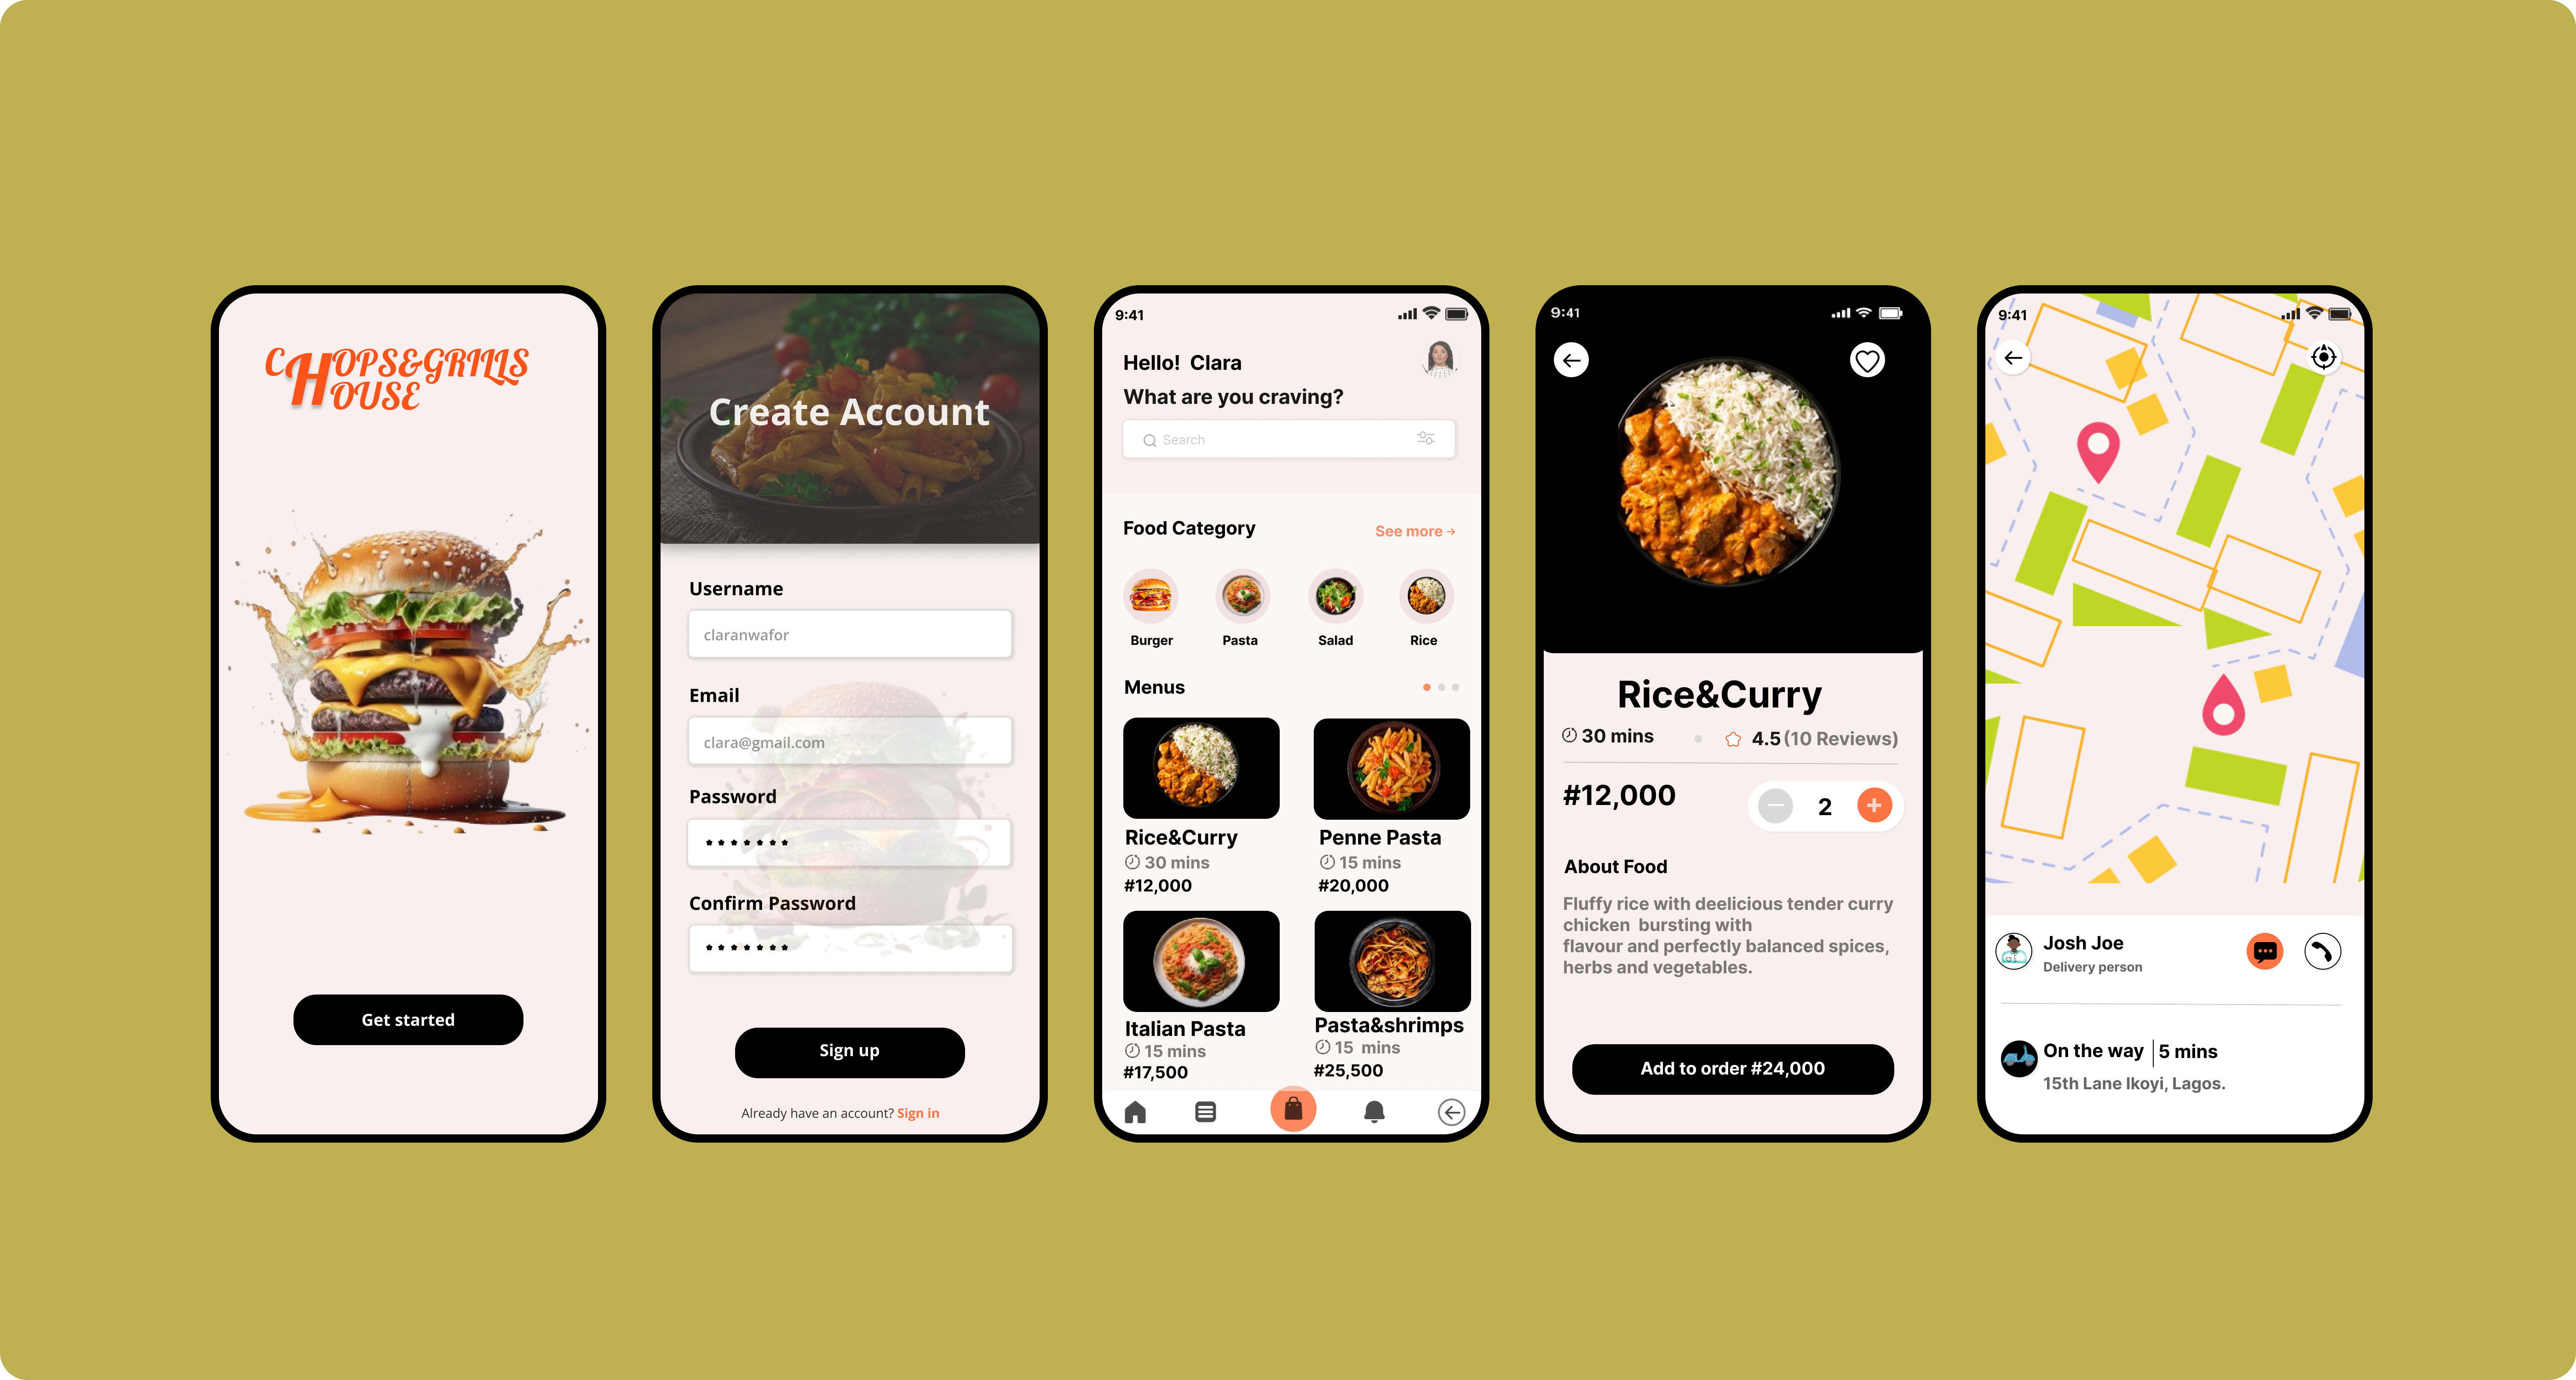 CHOPS&GRILLS
HOUSE
Get started
Create Account
Username
claranwafor
Email
clara@gmail.com
Password
Confirm Password
Sign up
Already have an account? Sign in
9:41
Hello!  Clara
What are you craving?
Search
Food Category
See more →
Burger
Pasta
Salad
Rice
Menus
Rice&Curry
30 mins
#12,000
Penne Pasta
15 mins
#20,000
Italian Pasta
15 mins
#17,500
Pasta&shrimps
15  mins
#25,500
9:41
Rice&Curry
30 mins
4.5 (10 Reviews)
#12,000
2
About Food
Fluffy rice with deelicious tender curry
chicken  bursting with
flavour and perfectly balanced spices,
herbs and vegetables.
Add to order #24,000
9:41
Josh Joe
Delivery person
On the way | 5 mins
15th Lane Ikoyi, Lagos.